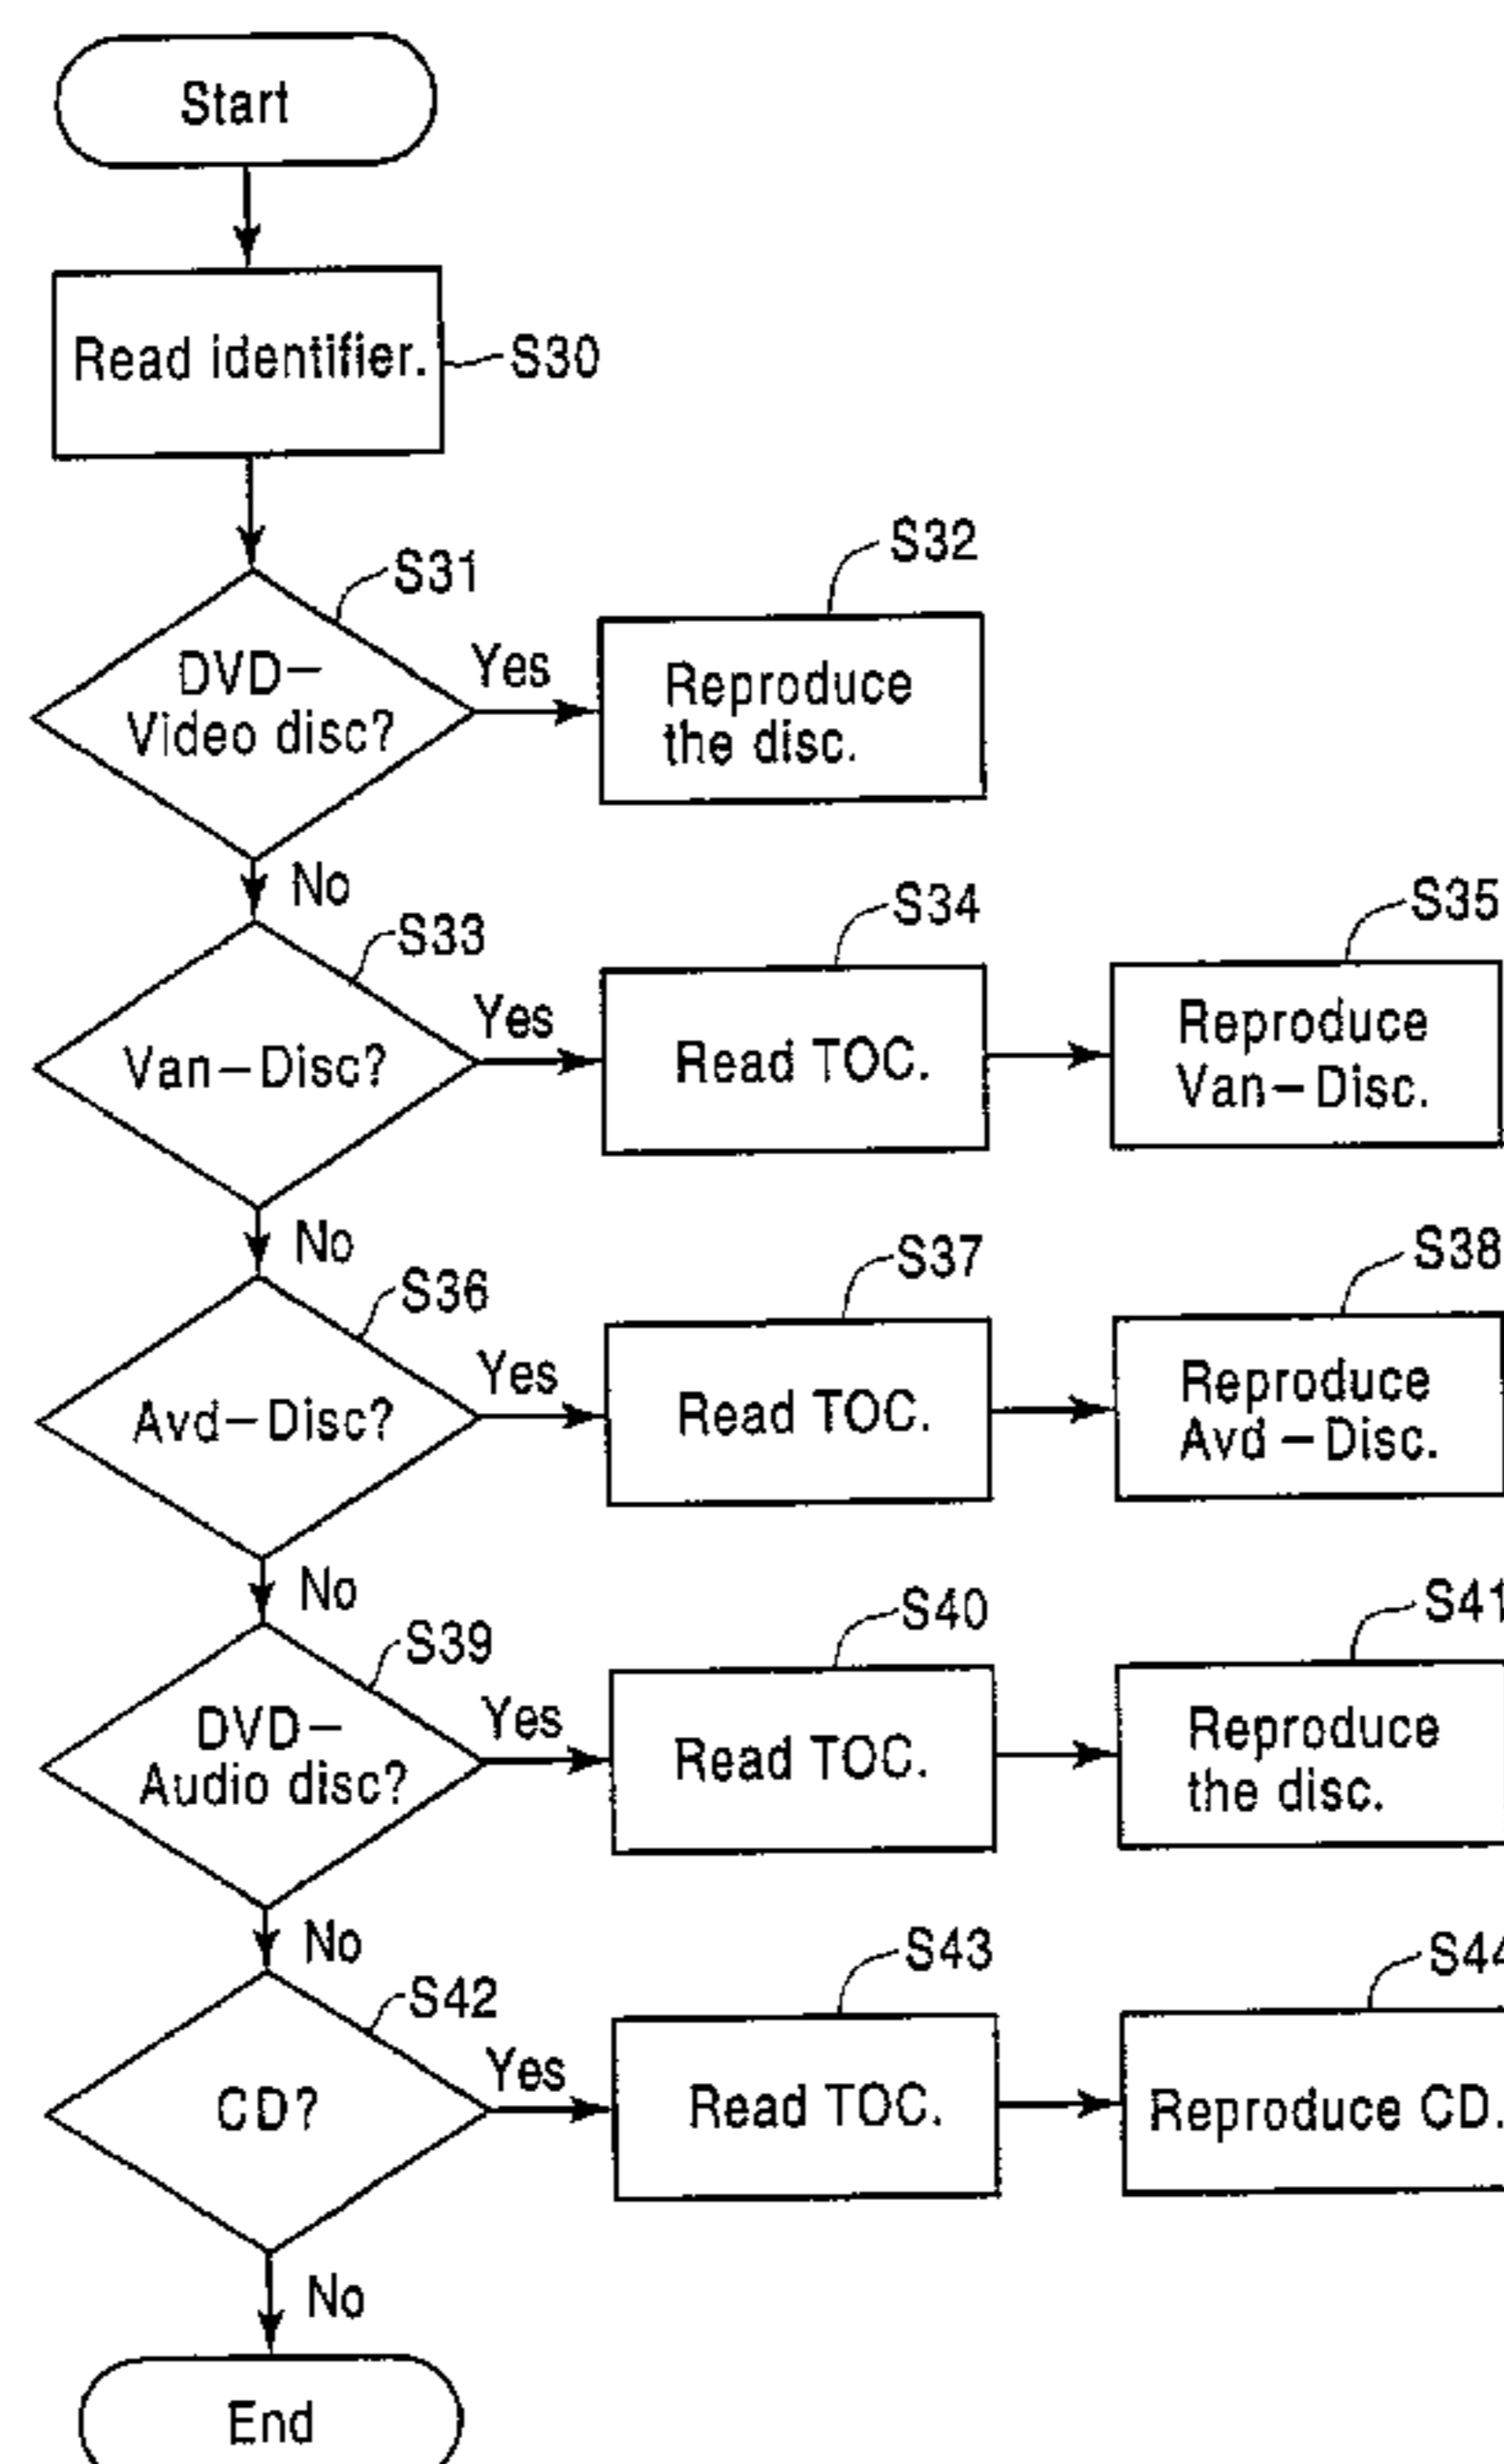 Start
Read identifier.
S30
S31
DVD–
Video disc?
Yes
S32
Reproduce
the disc.
No
S33
Van–Disc?
Yes
S34
Read TOC.
S35
Reproduce
Van–Disc.
No
S36
Avd–Disc?
Yes
S37
Read TOC.
S38
Reproduce
Avd –Disc.
No
S39
DVD–
Audio disc?
Yes
S40
Read TOC.
S41
Reproduce
the disc.
No
S42
CD?
Yes
S43
Read TOC.
S44
Reproduce CD.
No
End